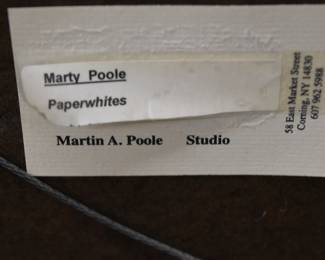 Marty Poole
Paperwhites
Martin A. Poole Studio
58 East Market Street
Corning, NY 14830
607 962 5988